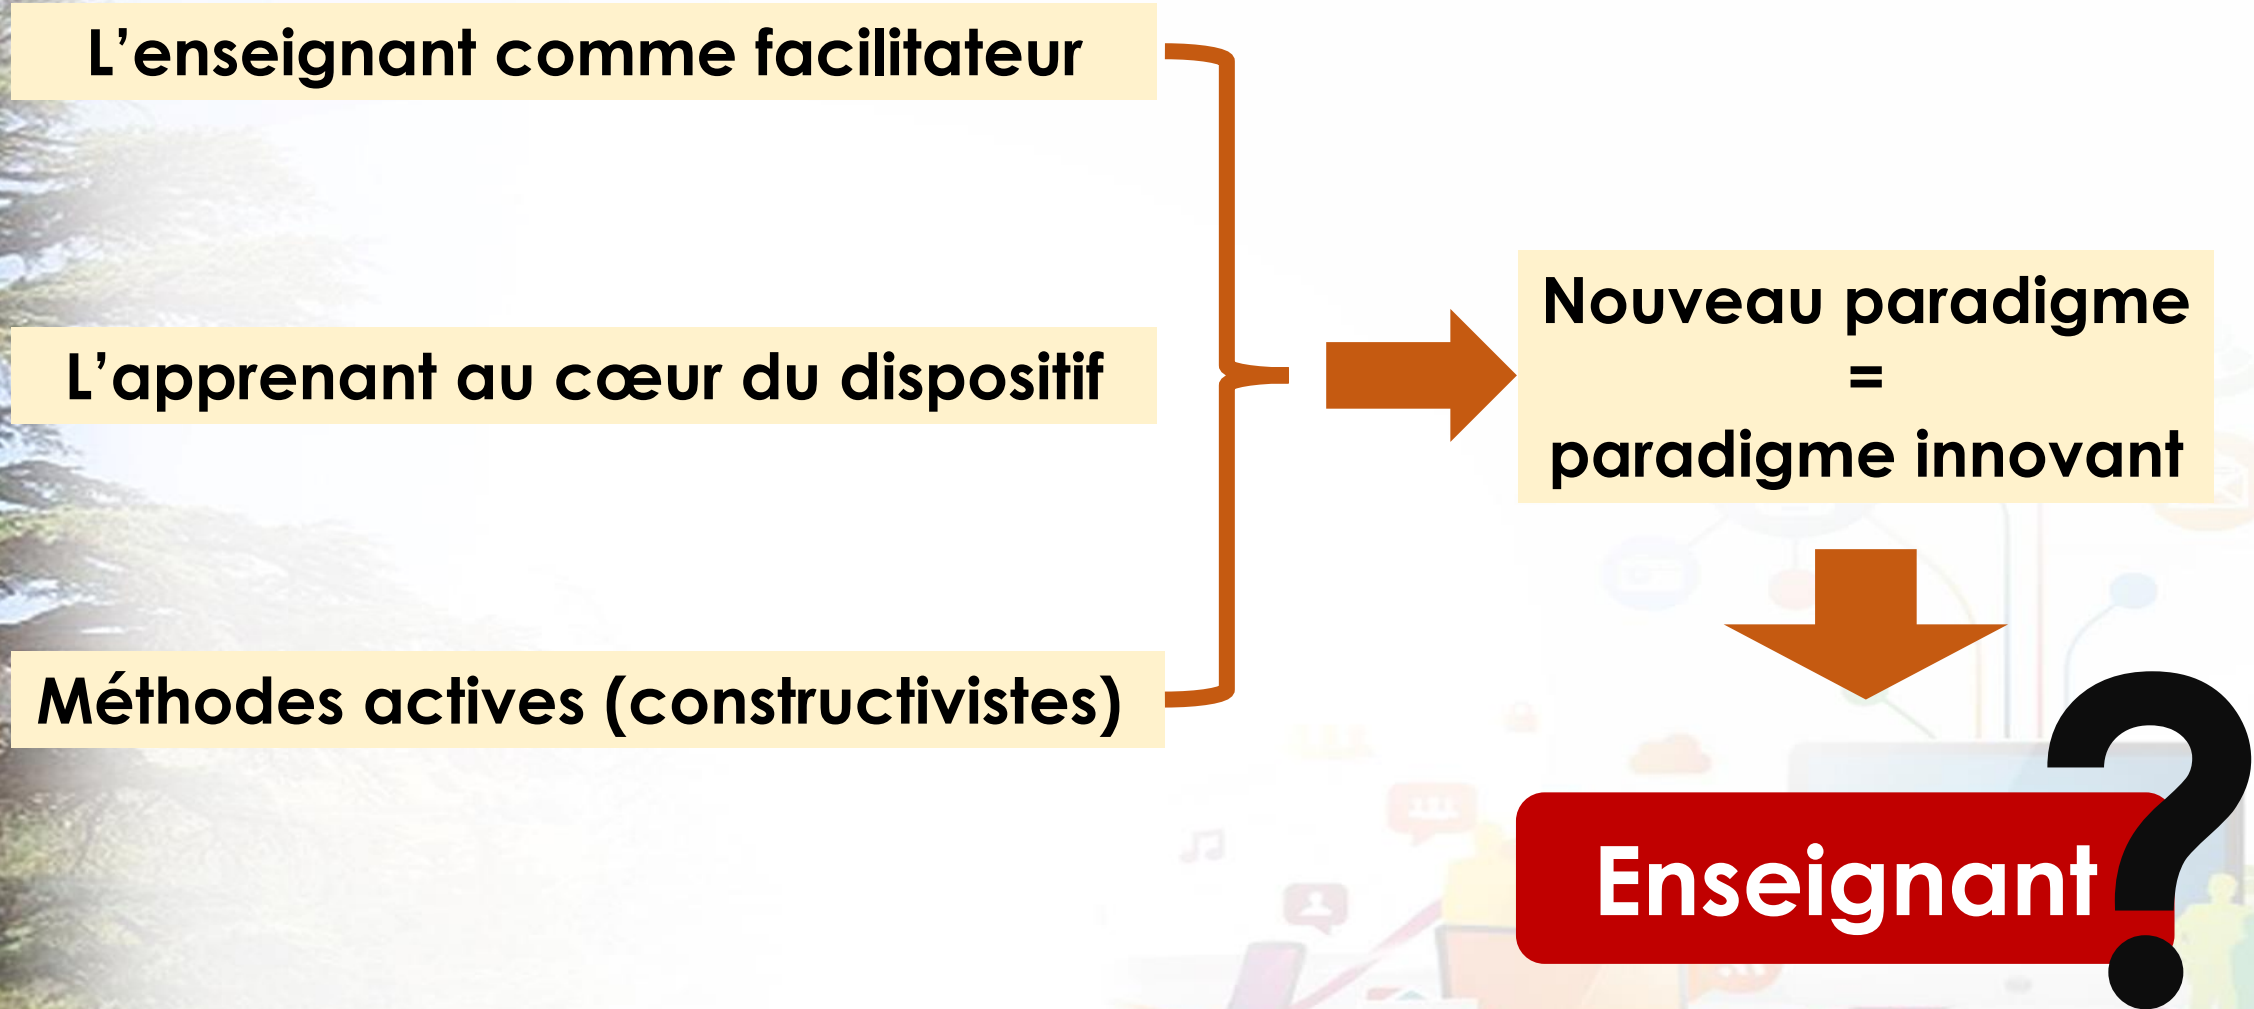 L’enseignant comme facilitateur
L’apprenant au cœur du dispositif
Méthodes actives (constructivistes)
Nouveau paradigme
=
paradigme innovant
Enseignant ?